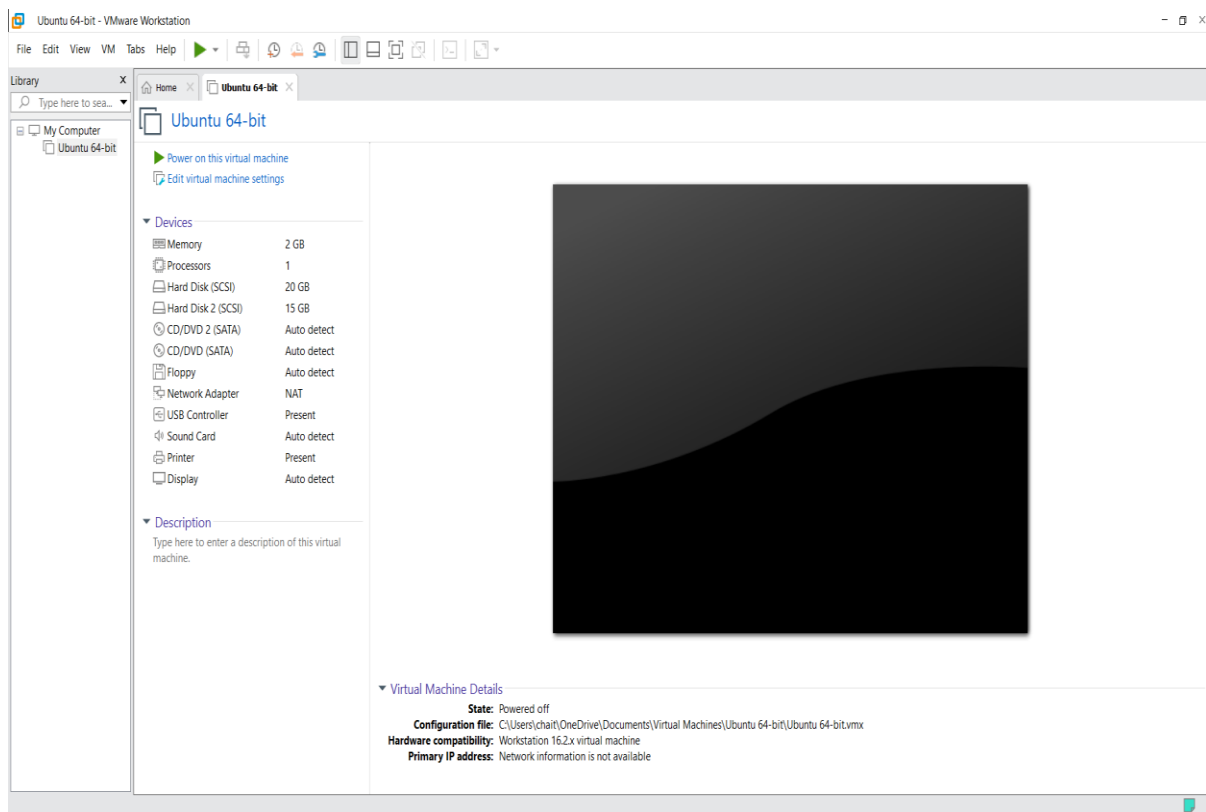 Ubuntu 64-bit - VMware Workstation
File Edit View VM Tabs Help
Library X
Type here to sea...
My Computer
Ubuntu 64-bit
Home
Ubuntu 64-bit
Ubuntu 64-bit
Power on this virtual machine
Edit virtual machine settings
Devices
Memory 2 GB
Processors 1
Hard Disk (SCSI) 20 GB
Hard Disk 2 (SCSI) 15 GB
CD/DVD 2 (SATA) Auto detect
CD/DVD (SATA) Auto detect
Floppy Auto detect
Network Adapter NAT
USB Controller Present
Sound Card Auto detect
Printer Present
Display Auto detect
Description
Type here to enter a description of this virtual
machine.
Virtual Machine Details
State: Powered off
Configuration file: C:\Users\chait\OneDrive\Documents\Virtual Machines\Ubuntu 64-bit\Ubuntu 64-bit.vmx
Hardware compatibility: Workstation 16.2.x virtual machine
Primary IP address: Network information is not available